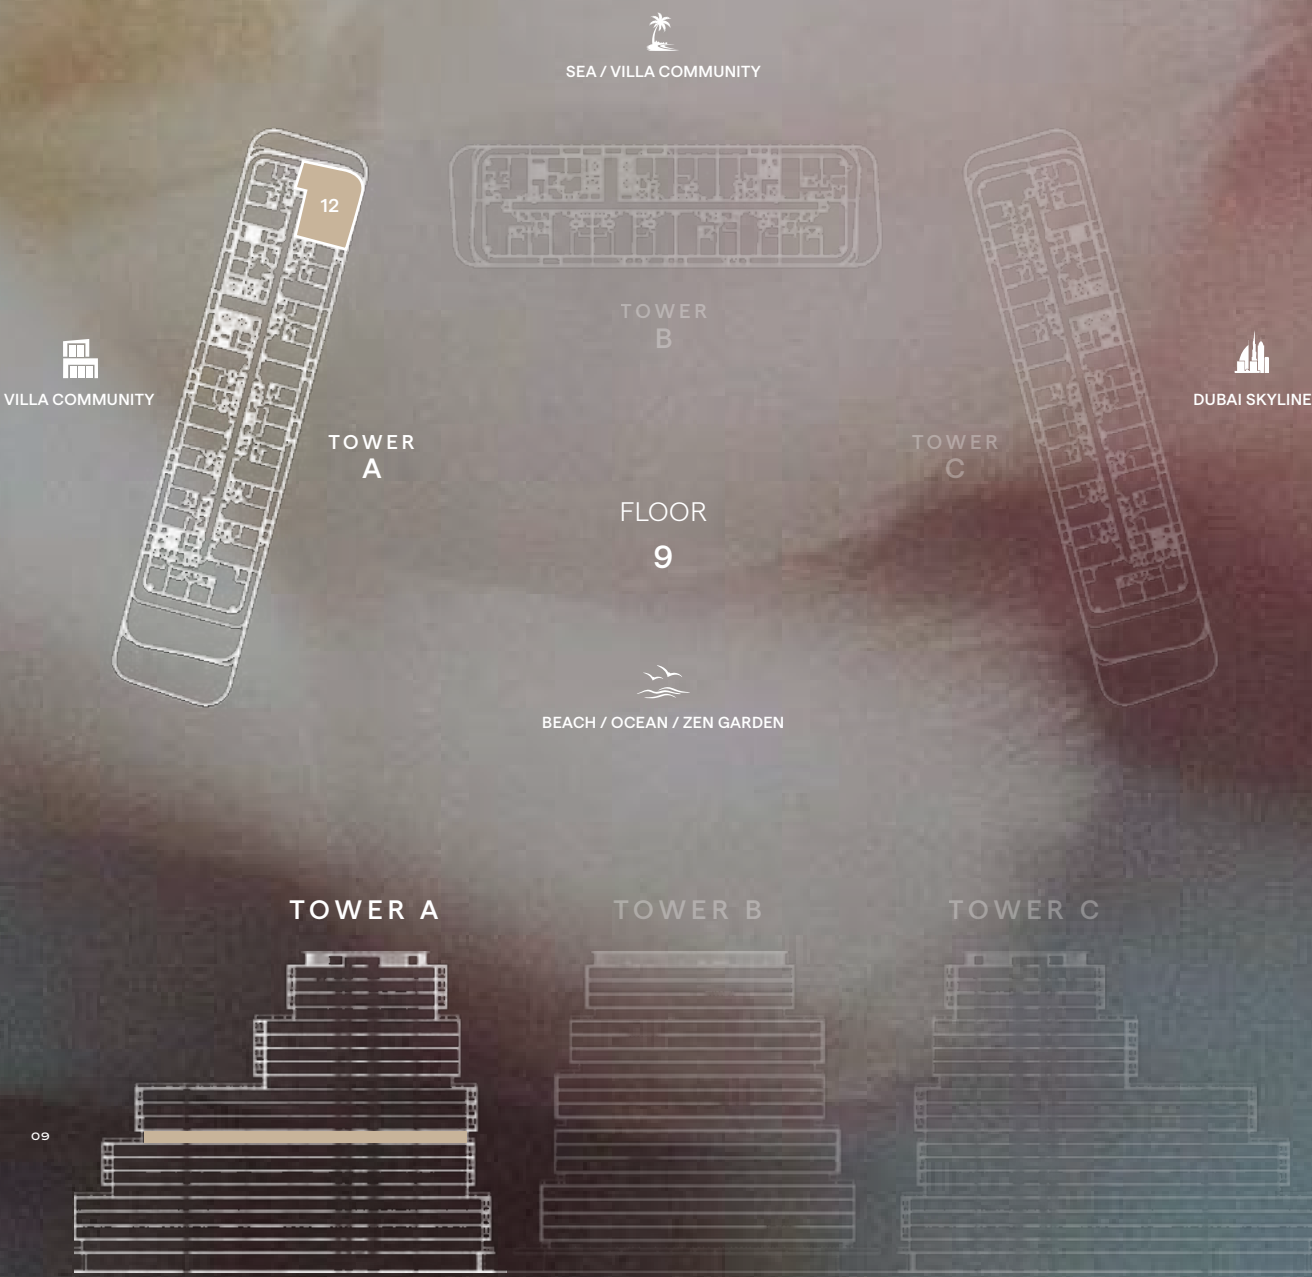 SEA / VILLA COMMUNITY
12
TOWER
B
VILLA COMMUNITY
DUBAI SKYLINE
TOWER
A
TOWER
C
FLOOR
9
BEACH / OCEAN / ZEN GARDEN
TOWER A
TOWER B
TOWER C
09